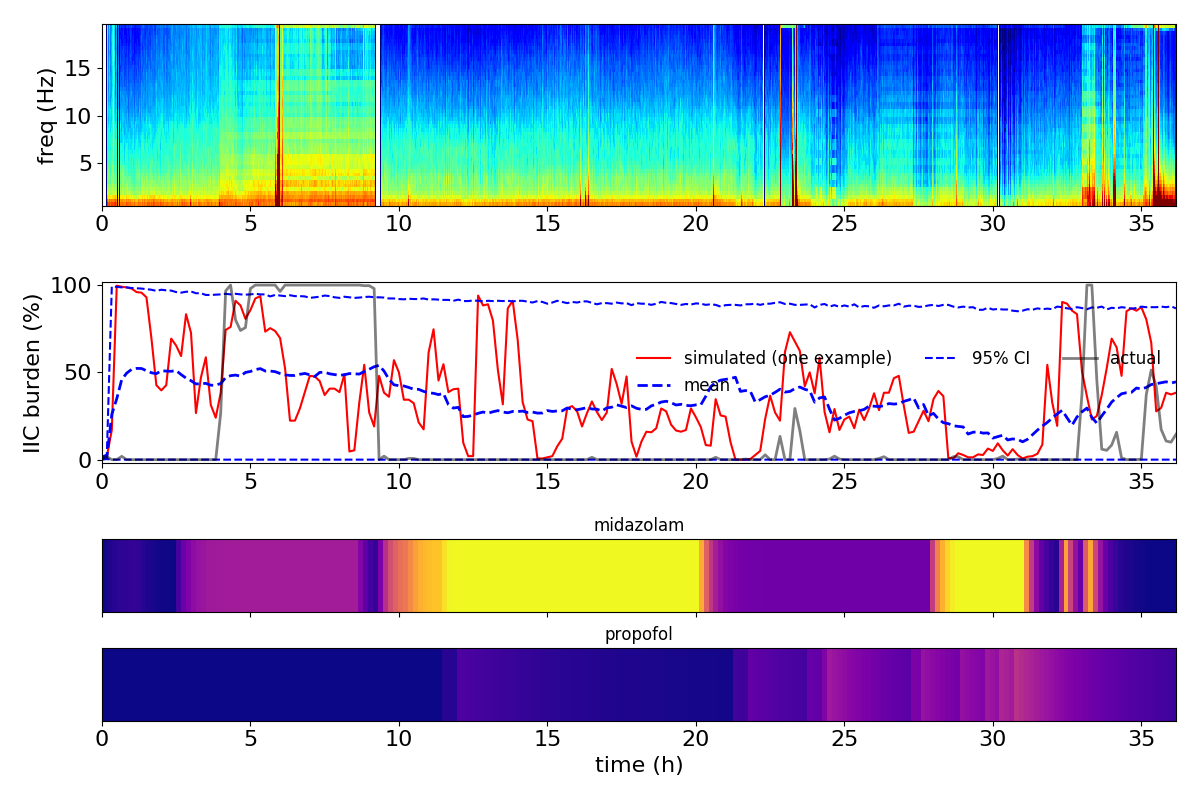 freq (Hz)
15
10
5
0 5 10 15 20 25 30 35
IIC burden (%)
100
50
0
simulated (one example)
mean
95% CI
actual
0 5 10 15 20 25 30 35
midazolam
propofol
0 5 10 15 20 25 30 35
time (h)